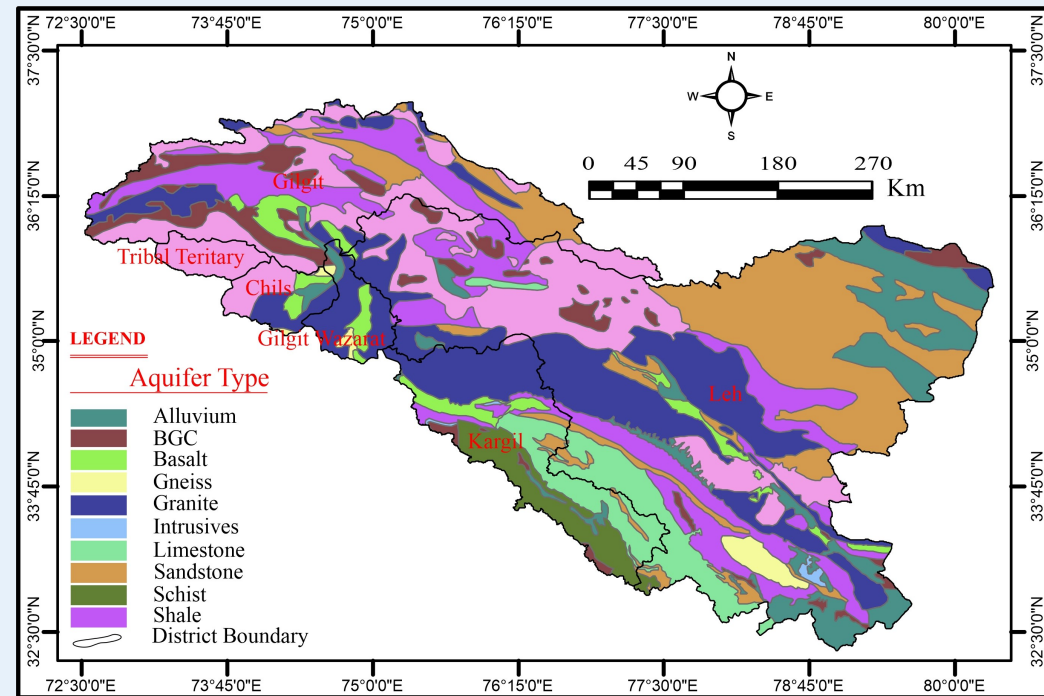 72°30'0"E 73°45'0"E 75°0'0"E 76°15'0"E 77°30'0"E 78°45'0"E 80°0'0"E
37°30'0"N 37°30'0"N
N
W E
S
0 45 90 180 270
Km
36°15'0"N 36°15'0"N
Gilgit
Tribal Teritary
Chils
Gilgit Wazarat
35°0'0"N 35°0'0"N
Leh
Kargil
33°45'0"N 33°45'0"N
32°30'0"N 32°30'0"N
LEGEND
Aquifer Type
Alluvium
BGC
Basalt
Gneiss
Granite
Intrusives
Limestone
Sandstone
Schist
Shale
District Boundary
72°30'0"E 73°45'0"E 75°0'0"E 76°15'0"E 77°30'0"E 78°45'0"E 80°0'0"E